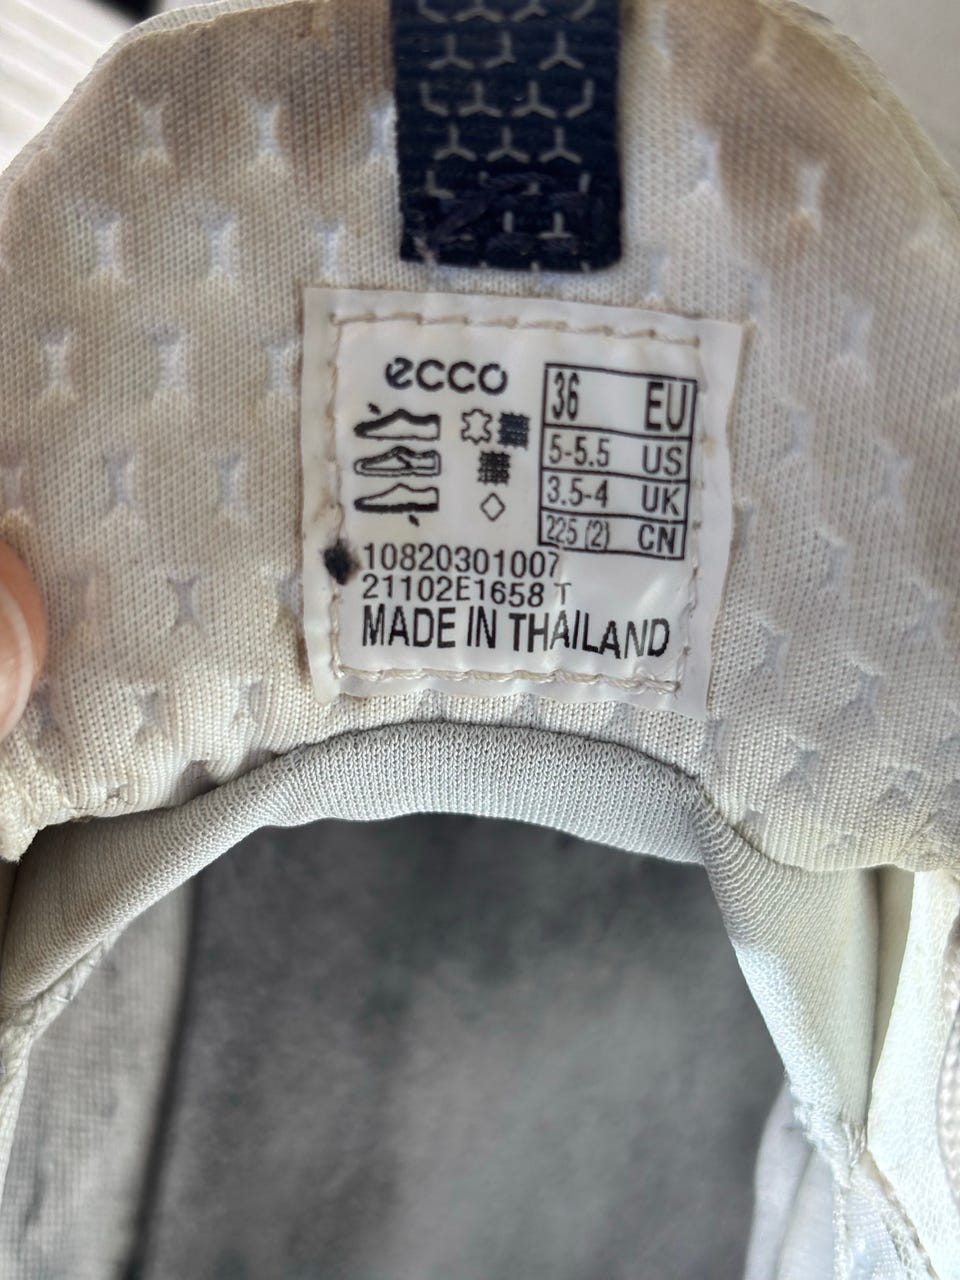 ecco
36 EU
5-5.5 US
3.5-4 UK
225 (2) CN
10820301007
21102E1658 T
MADE IN THAILAND